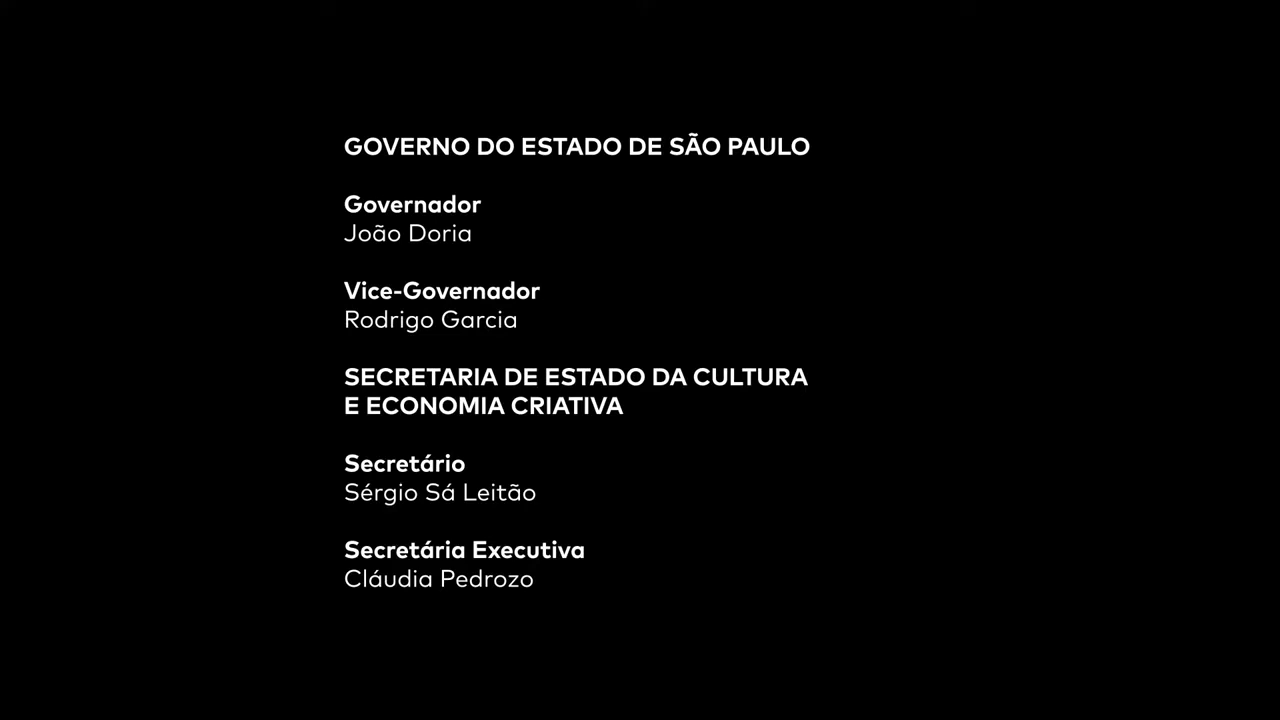 GOVERNO DO ESTADO DE SÃO PAULO
Governador
João Doria
Vice-Governador
Rodrigo Garcia
SECRETARIA DE ESTADO DA CULTURA
E ECONOMIA CRIATIVA
Secretário
Sérgio Sá Leitão
Secretária Executiva
Cláudia Pedrozo